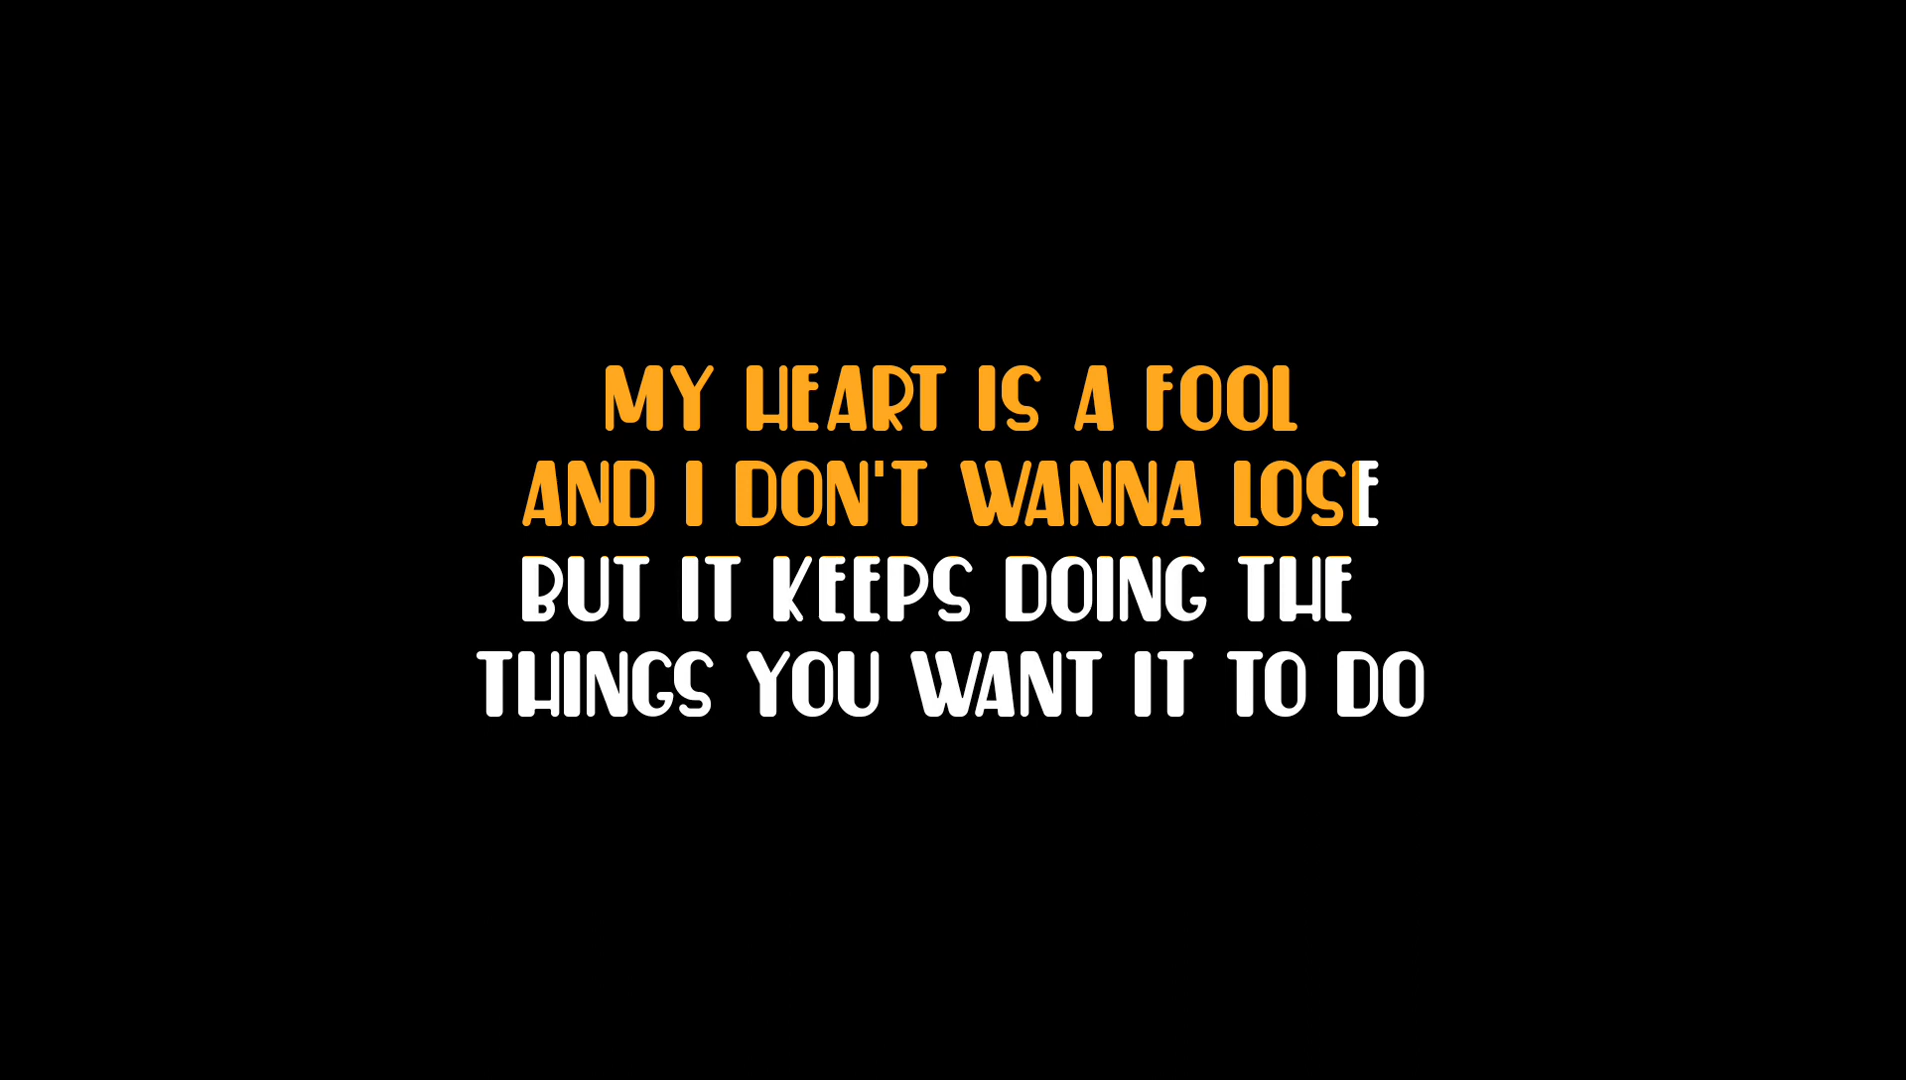 MY HEART IS A FOOL
AND I DON'T WANNA LOSE
BUT IT KEEPS DOING THE
THINGS YOU WANT IT TO DO